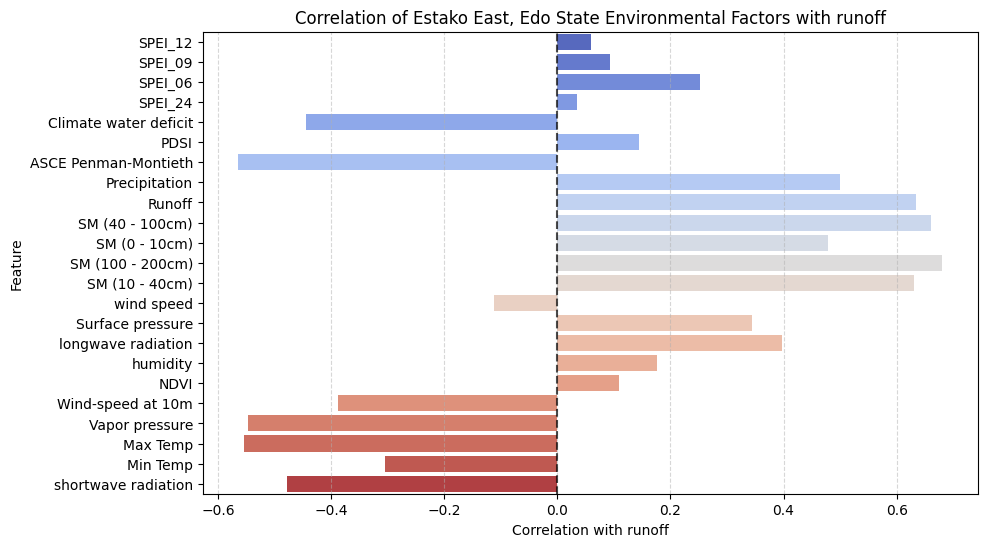 Correlation of Estako East, Edo State Environmental Factors with runoff
SPEI_12
SPEI_09
SPEI_06
SPEI_24
Climate water deficit
PDSI
ASCE Penman-Montieth
Precipitation
Runoff
SM (40 - 100cm)
SM (0 - 10cm)
SM (100 - 200cm)
SM (10 - 40cm)
wind speed
Surface pressure
longwave radiation
humidity
NDVI
Wind-speed at 10m
Vapor pressure
Max Temp
Min Temp
shortwave radiation
Feature
−0.6 −0.4 −0.2 0.0 0.2 0.4 0.6
Correlation with runoff